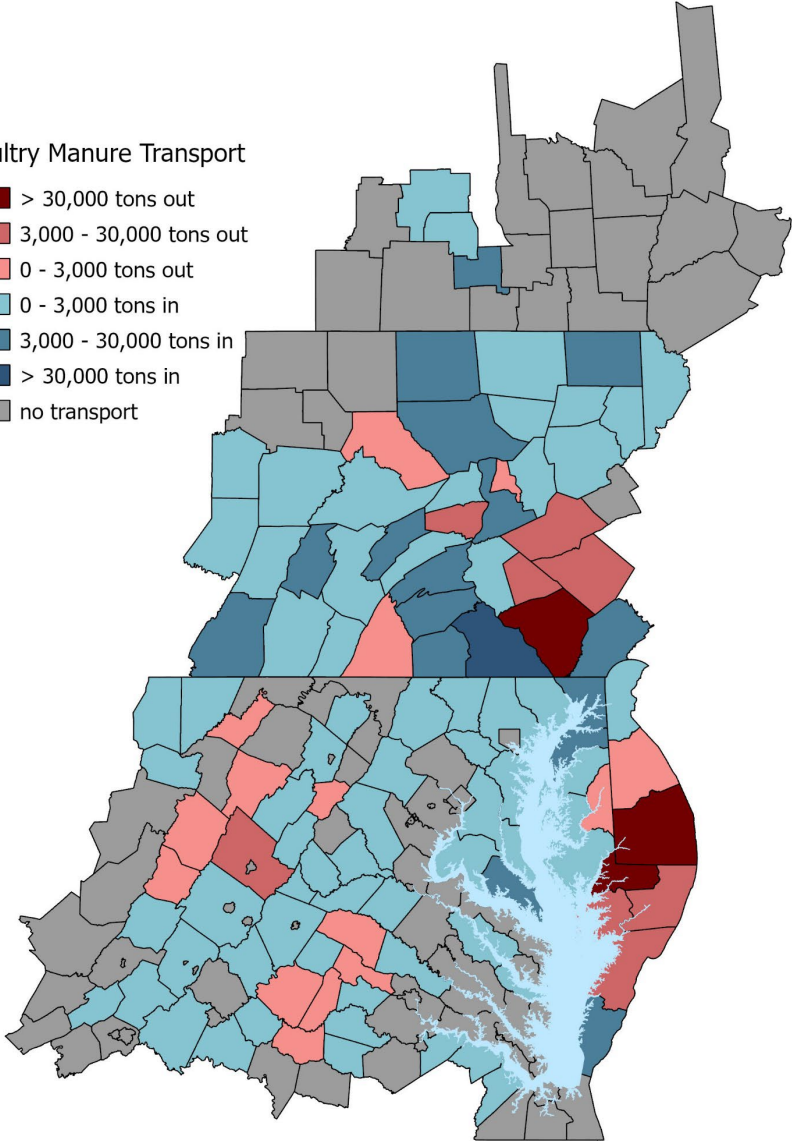 ultry Manure Transport
> 30,000 tons out
3,000 - 30,000 tons out
0 - 3,000 tons out
0 - 3,000 tons in
3,000 - 30,000 tons in
> 30,000 tons in
no transport